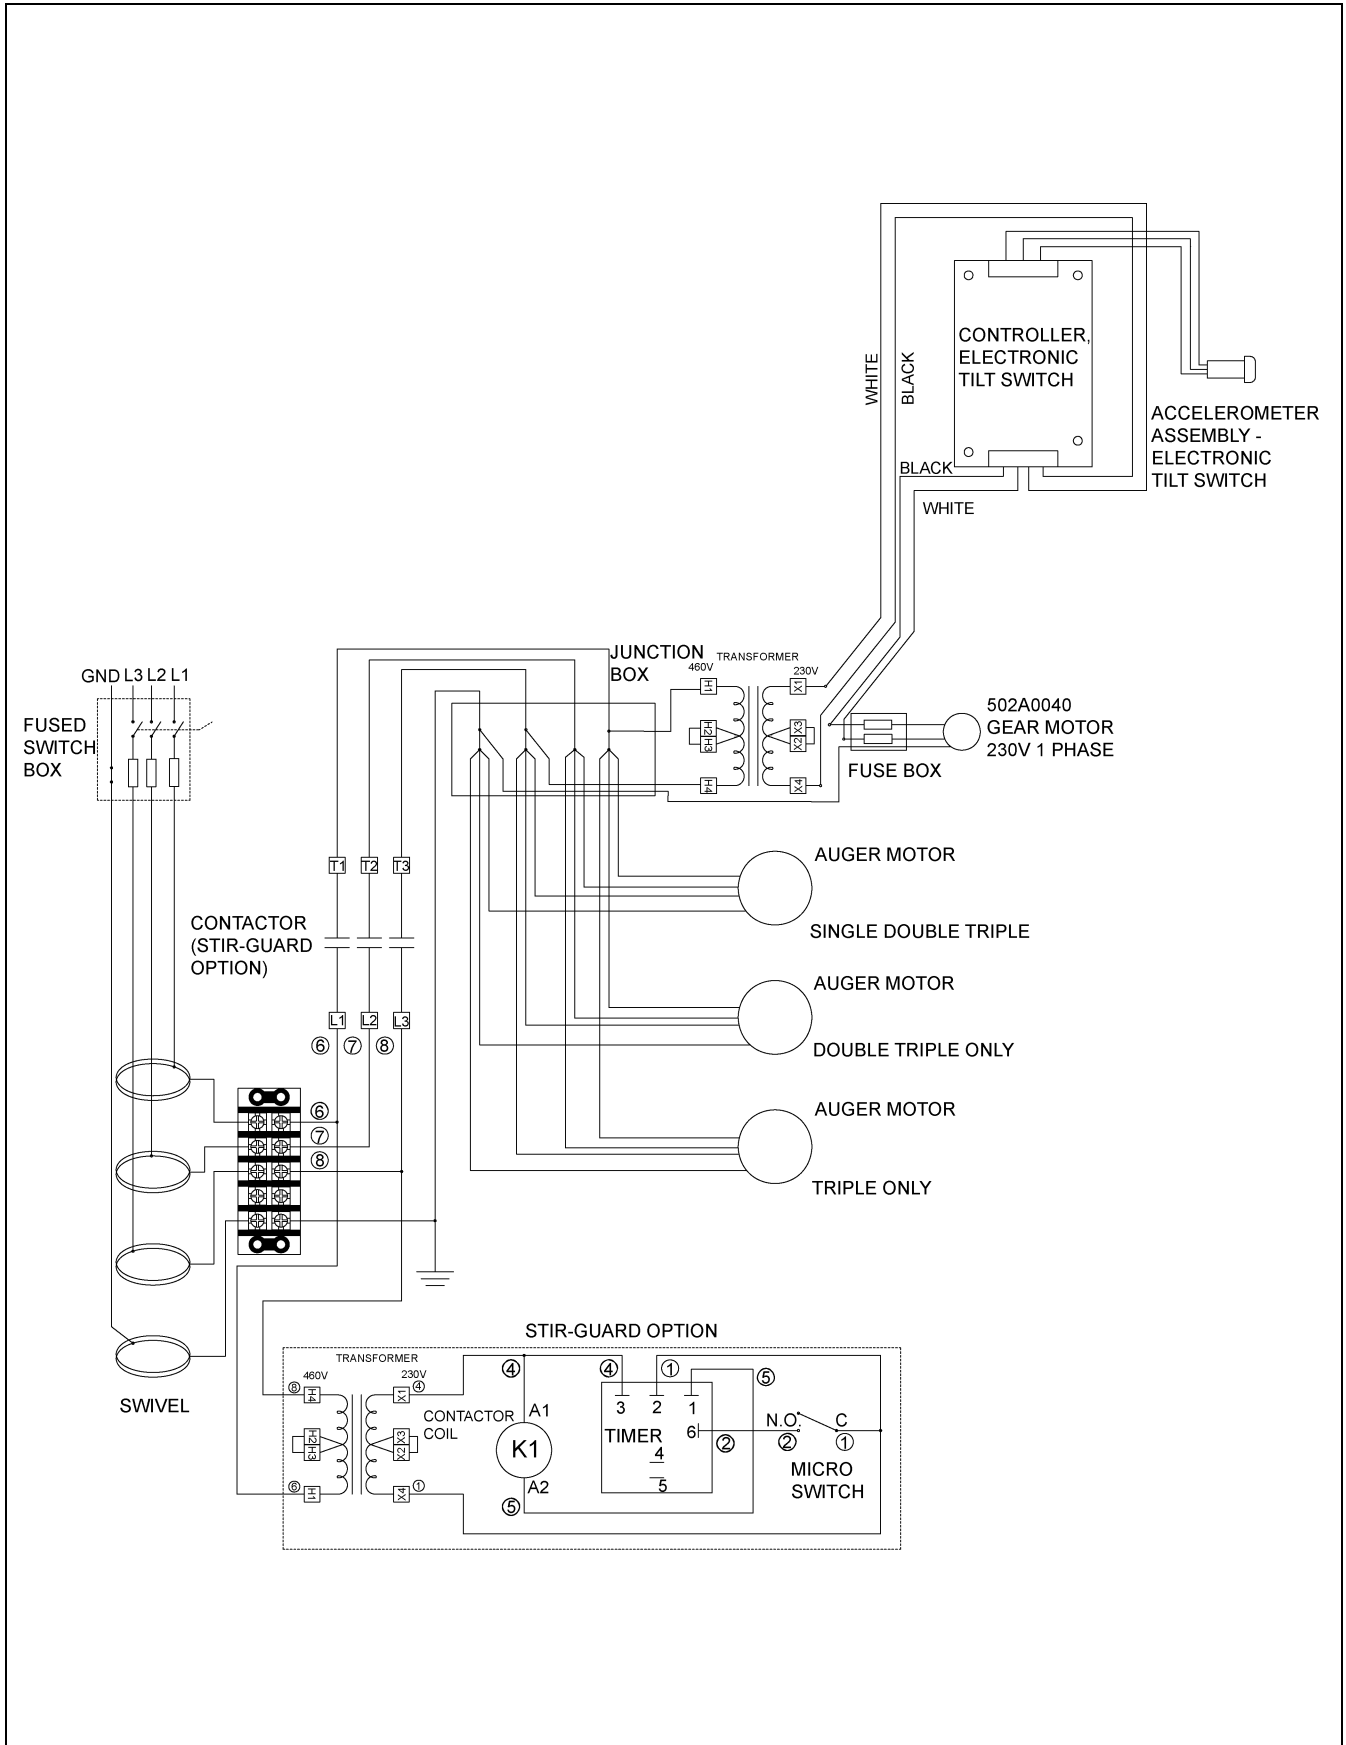 WHITE
BLACK
CONTROLLER,
ELECTRONIC
TILT SWITCH
ACCELEROMETER
ASSEMBLY -
ELECTRONIC
TILT SWITCH
BLACK
WHITE
JUNCTION
BOX
TRANSFORMER
460V
230V
H1
H2
H3
H4
X1
X3
X2
X4
GND L3 L2 L1
FUSED
SWITCH
BOX
502A0040
GEAR MOTOR
230V 1 PHASE
FUSE BOX
T1 T2 T3
AUGER MOTOR
SINGLE DOUBLE TRIPLE
CONTACTOR
(STIR-GUARD
OPTION)
AUGER MOTOR
DOUBLE TRIPLE ONLY
L1 L2 L3
6 7 8
AUGER MOTOR
TRIPLE ONLY
6
7
8
SWIVEL
STIR-GUARD OPTION
TRANSFORMER
460V
230V
8
H4
H2
H3
6
H1
X1
4
X3
X2
X4
1
CONTACTOR
COIL
4
A1
K1
A2
5
4
1
5
3 2 1
TIMER
6
4
5
2
N.O.
C
2
1
MICRO
SWITCH